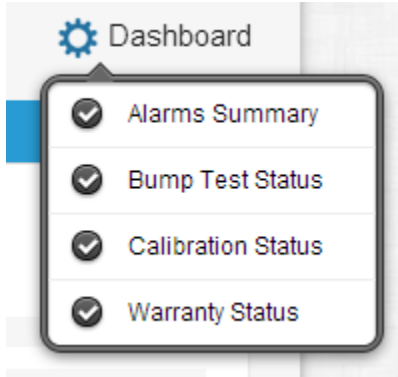 Dashboard
Alarms Summary
Bump Test Status
Calibration Status
Warranty Status